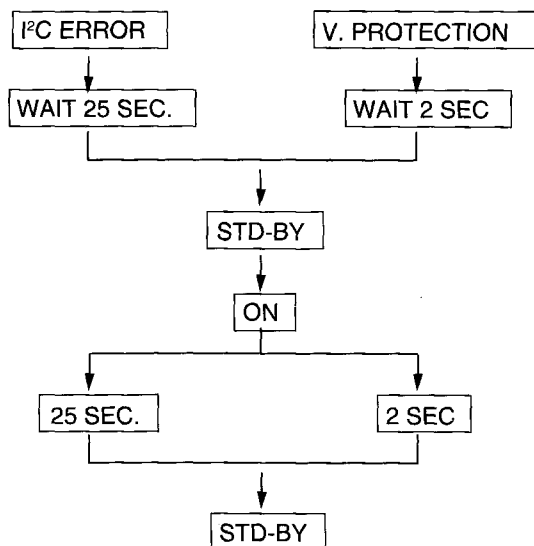 I²C ERROR
V. PROTECTION
WAIT 25 SEC.
WAIT 2 SEC
STD-BY
ON
25 SEC.
2 SEC
STD-BY